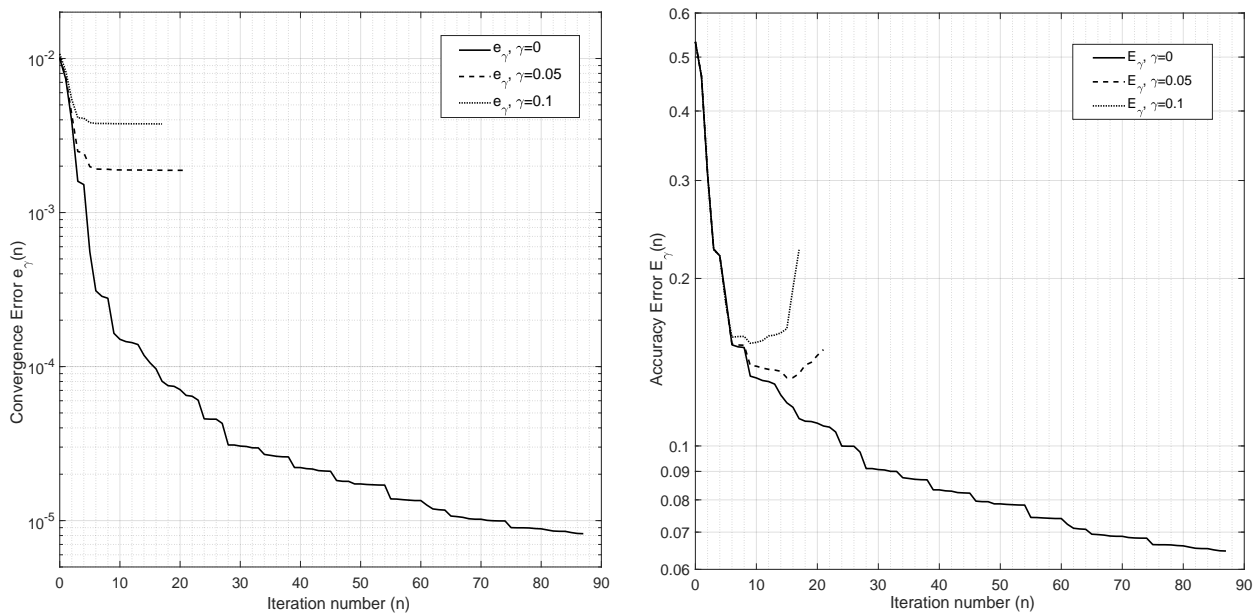 10^-2
10^-3
10^-4
10^-5
0 10 20 30 40 50 60 70 80 90
Iteration number (n)
Convergence Error e_γ(n)
e_γ, γ=0
e_γ, γ=0.05
e_γ, γ=0.1
0.6
0.5
0.4
0.3
0.2
0.1
0.09
0.08
0.07
0.06
0 10 20 30 40 50 60 70 80 90
Iteration number (n)
Accuracy Error E_γ(n)
E_γ, γ=0
E_γ, γ=0.05
E_γ, γ=0.1